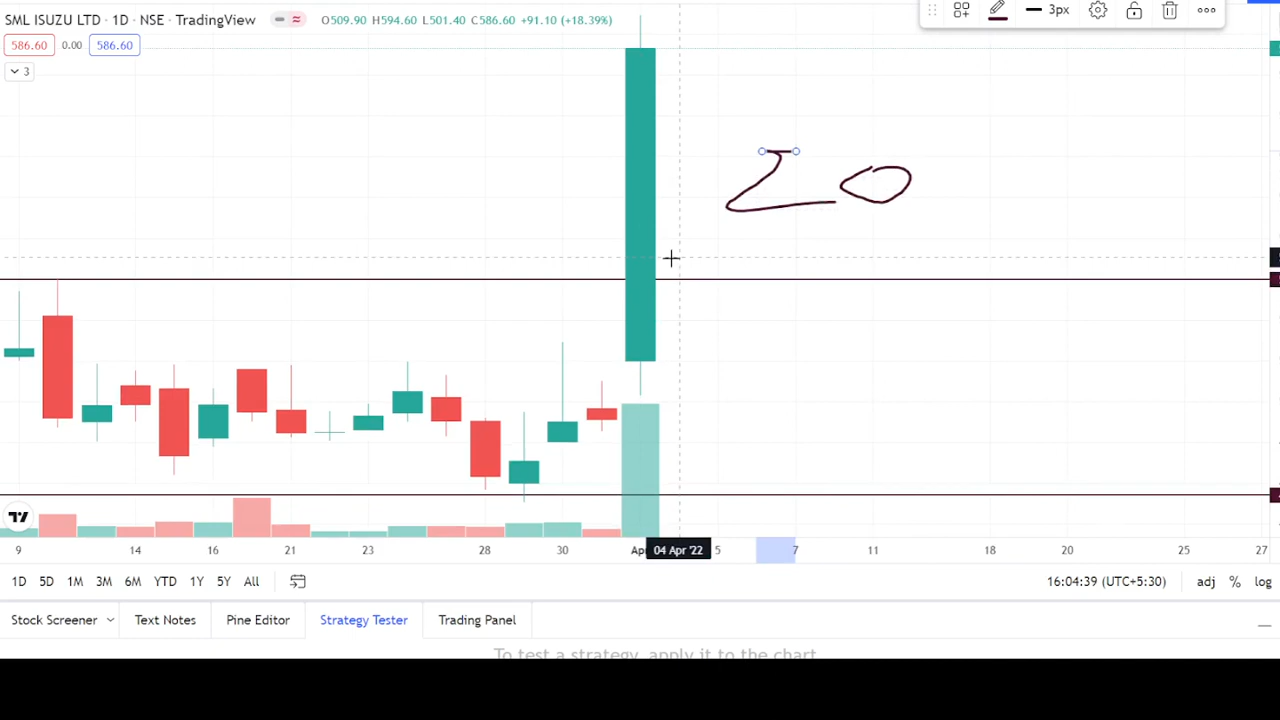 SML ISUZU LTD · 1D · NSE · TradingView O509.90 H594.60 L501.40 C586.60 +91.10 (+18.39%) 3px
586.60 0.00 586.60
3
20
9 14 16 21 23 28 30 04 Apr '22 5 7 11 18 20 25 27
1D 5D 1M 3M 6M YTD 1Y 5Y All 16:04:39 (UTC+5:30) adj % log
Stock Screener Text Notes Pine Editor Strategy Tester Trading Panel
To test a strategy, apply it to the chart